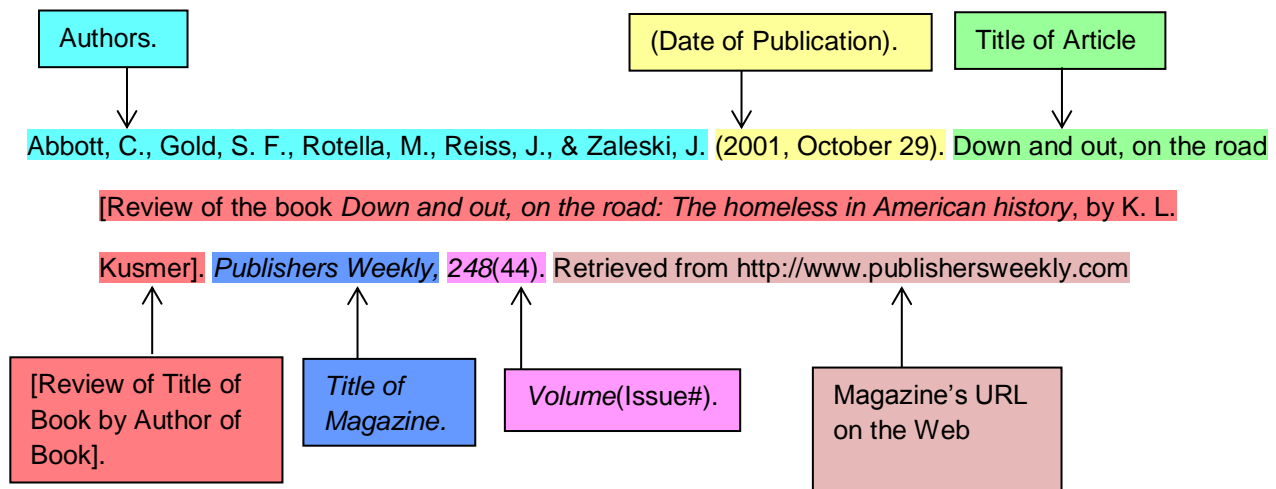 Authors.
(Date of Publication).
Title of Article
Abbott, C., Gold, S. F., Rotella, M., Reiss, J., & Zaleski, J. (2001, October 29). Down and out, on the road
[Review of the book Down and out, on the road: The homeless in American history, by K. L.
Kusmer]. Publishers Weekly, 248(44). Retrieved from http://www.publishersweekly.com
[Review of Title of
Book by Author of
Book].
Title of
Magazine.
Volume(Issue#).
Magazine’s URL
on the Web